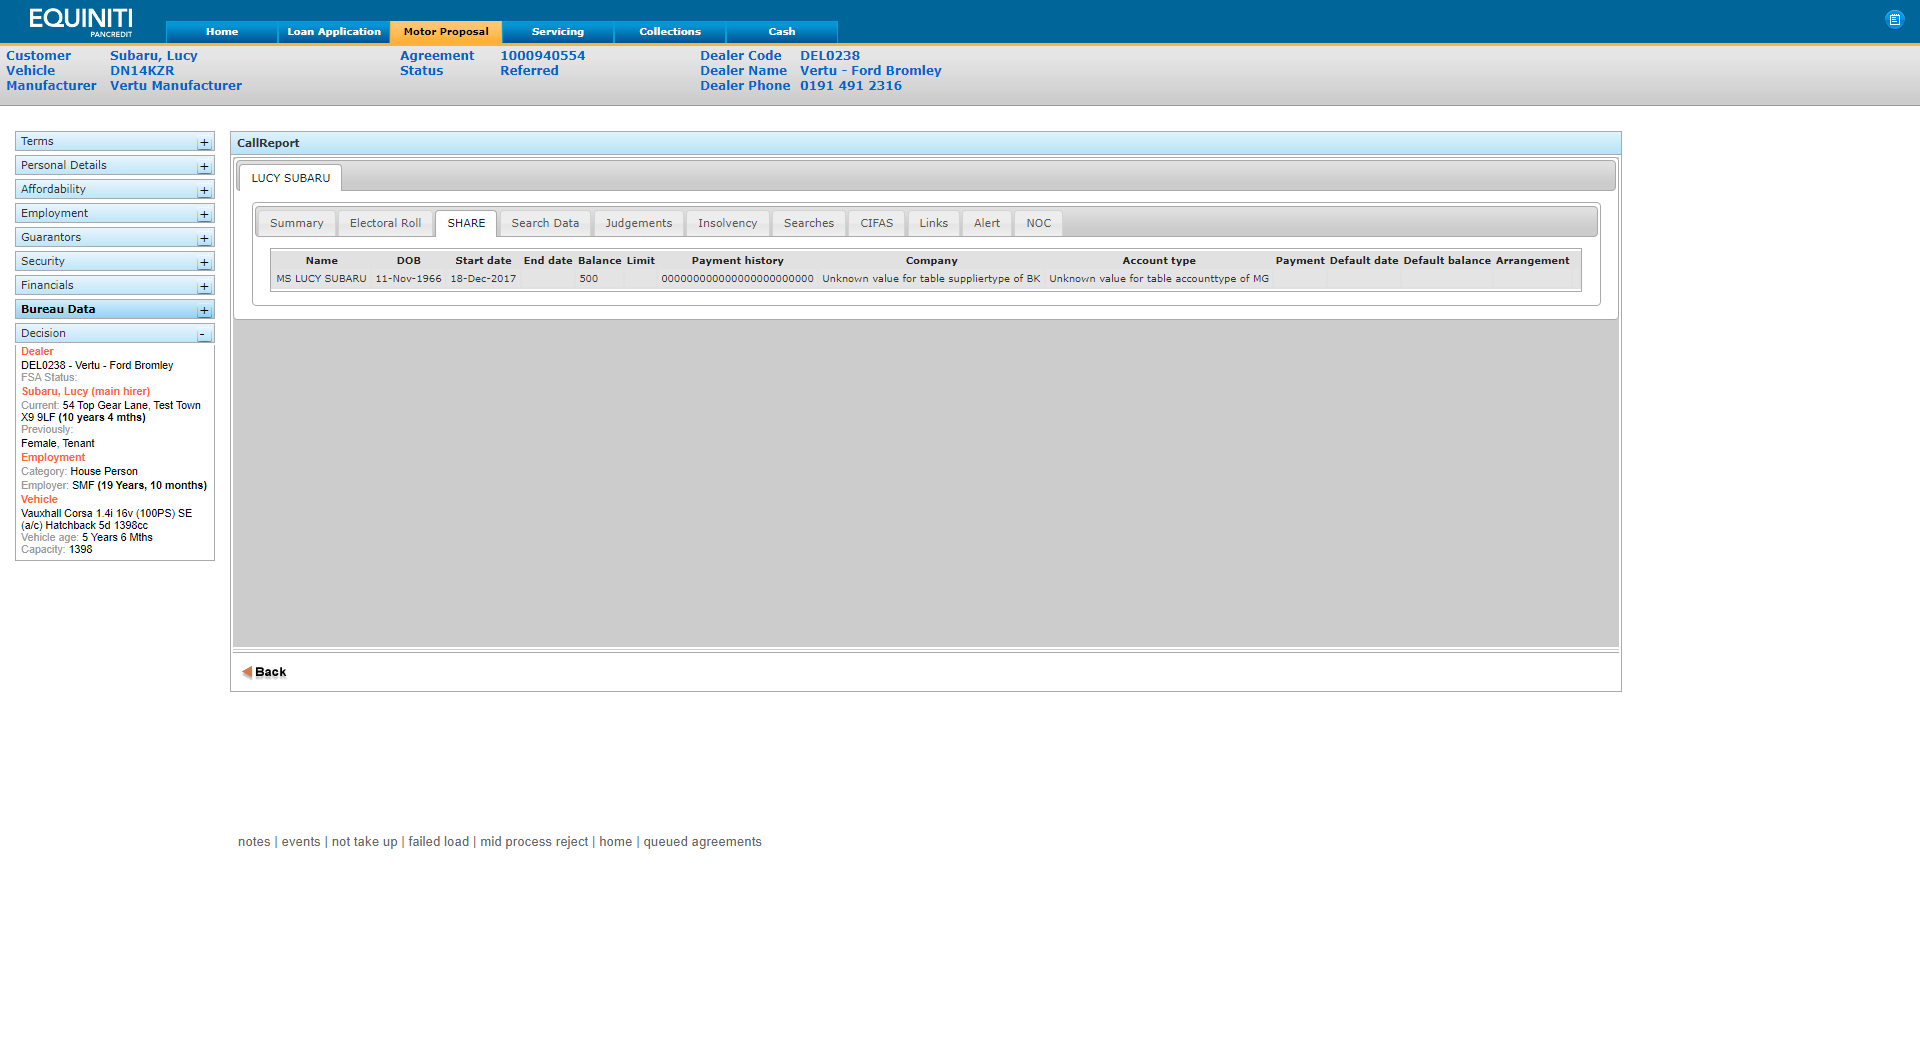 EQUINITI
PANCREDIT
Home Loan Application Motor Proposal Servicing Collections Cash
Customer Subaru, Lucy Agreement 1000940554 Dealer Code DEL0238
Vehicle DN14KZR Status Referred Dealer Name Vertu - Ford Bromley
Manufacturer Vertu Manufacturer Dealer Phone 0191 491 2316
Terms +
Personal Details +
Affordability +
Employment +
Guarantors +
Security +
Financials +
Bureau Data +
Decision -
Dealer
DEL0238 - Vertu - Ford Bromley
FSA Status:
Subaru, Lucy (main hirer)
Current: 54 Top Gear Lane, Test Town
X9 9LF (10 years 4 mths)
Previously:
Female, Tenant
Employment
Category: House Person
Employer: SMF (19 Years, 10 months)
Vehicle
Vauxhall Corsa 1.4i 16v (100PS) SE
(a/c) Hatchback 5d 1398cc
Vehicle age: 5 Years 6 Mths
Capacity: 1398
CallReport
LUCY SUBARU
Summary Electoral Roll SHARE Search Data Judgements Insolvency Searches CIFAS Links Alert NOC
Name DOB Start date End date Balance Limit Payment history Company Account type Payment Default date Default balance Arrangement
MS LUCY SUBARU 11-Nov-1966 18-Dec-2017 500 000000000000000000000000 Unknown value for table suppliertype of BK Unknown value for table accounttype of MG
Back
notes | events | not take up | failed load | mid process reject | home | queued agreements